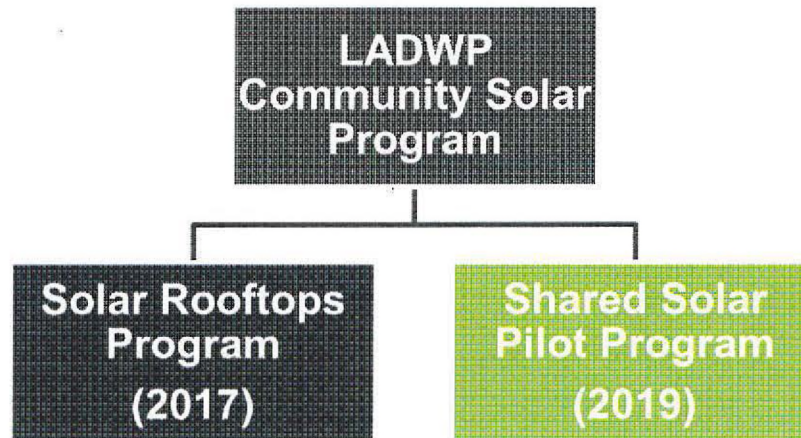 LADWP
Community Solar
Program
Solar Rooftops
Program
(2017)
Shared Solar
Pilot Program
(2019)